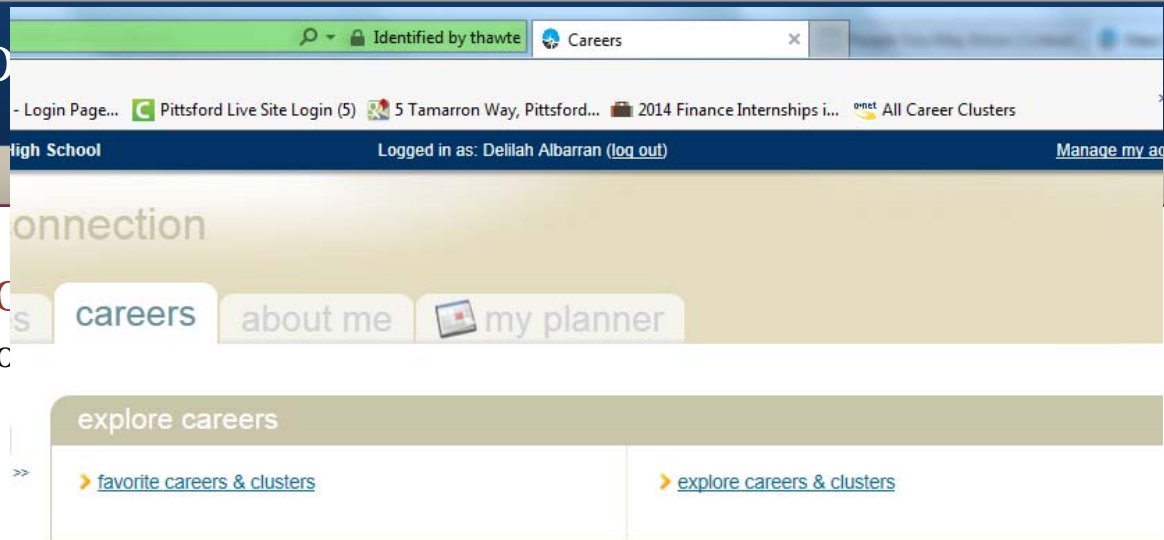 Identified by thawte Careers
- Login Page... Pittsford Live Site Login (5) 5 Tamarron Way, Pittsford... 2014 Finance Internships i... o*net All Career Clusters
High School Logged in as: Delilah Albarran (log out) Manage my ac
onnection
s careers about me my planner
explore careers
>> favorite careers & clusters explore careers & clusters